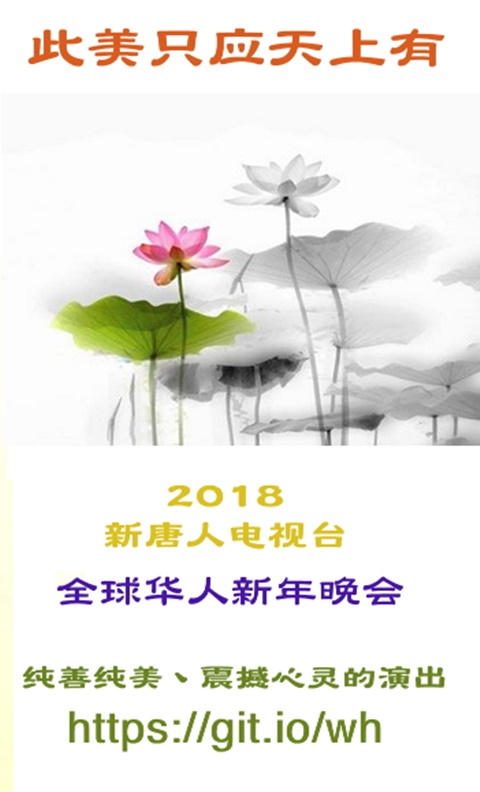 此美只应天上有
2018
新唐人电视台
全球华人新年晚会
纯善纯美、震撼心灵的演出
https://git.io/wh